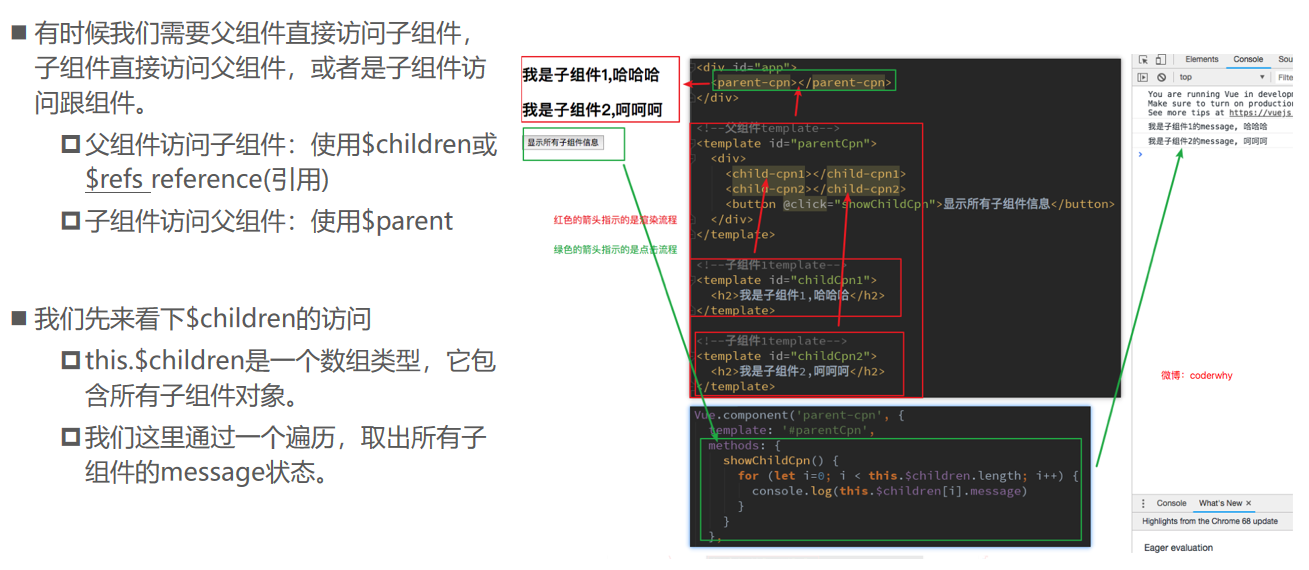 有时候我们需要父组件直接访问子组件，
子组件直接访问父组件，或者是子组件访
问跟组件。
父组件访问子组件：使用$children或
$refs reference(引用)
子组件访问父组件：使用$parent
我们先来看下$children的访问
this.$children是一个数组类型，它包
含所有子组件对象。
我们这里通过一个遍历，取出所有子
组件的message状态。
我是子组件1,哈哈哈
我是子组件2,呵呵呵
显示所有子组件信息
红色的箭头指示的是渲染流程
绿色的箭头指示的是点击流程
<div id="app">
<parent-cpn></parent-cpn>
</div>
<!--父组件template-->
<template id="parentCpn">
<div>
<child-cpn1></child-cpn1>
<child-cpn2></child-cpn2>
<button @click="showChildCpn">显示所有子组件信息</button>
</div>
</template>
<!--子组件1template-->
<template id="childCpn1">
<h2>我是子组件1,哈哈哈</h2>
</template>
<!--子组件1template-->
<template id="childCpn2">
<h2>我是子组件2,呵呵呵</h2>
</template>
Vue.component('parent-cpn', {
template: '#parentCpn',
methods: {
showChildCpn() {
for (let i=0; i < this.$children.length; i++) {
console.log(this.$children[i].message)
}
}
},
Elements Console Sou
top Filte
You are running Vue in develop
Make sure to turn on production
See more tips at https://vuejs
我是子组件1的message, 哈哈哈
我是子组件2的message, 呵呵呵
>
微博：coderwhy
Console What's New ×
Highlights from the Chrome 68 update
Eager evaluation